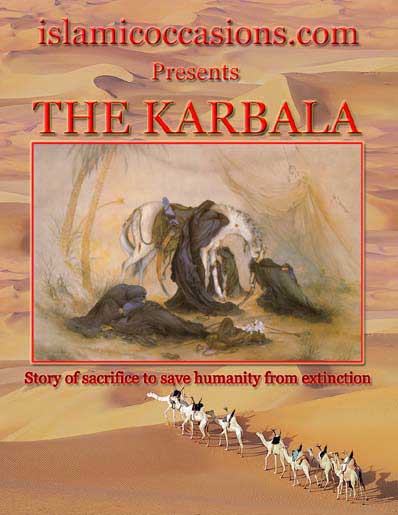 islamicoccasions.com
Presents
THE KARBALA
Story of sacrifice to save humanity from extinction